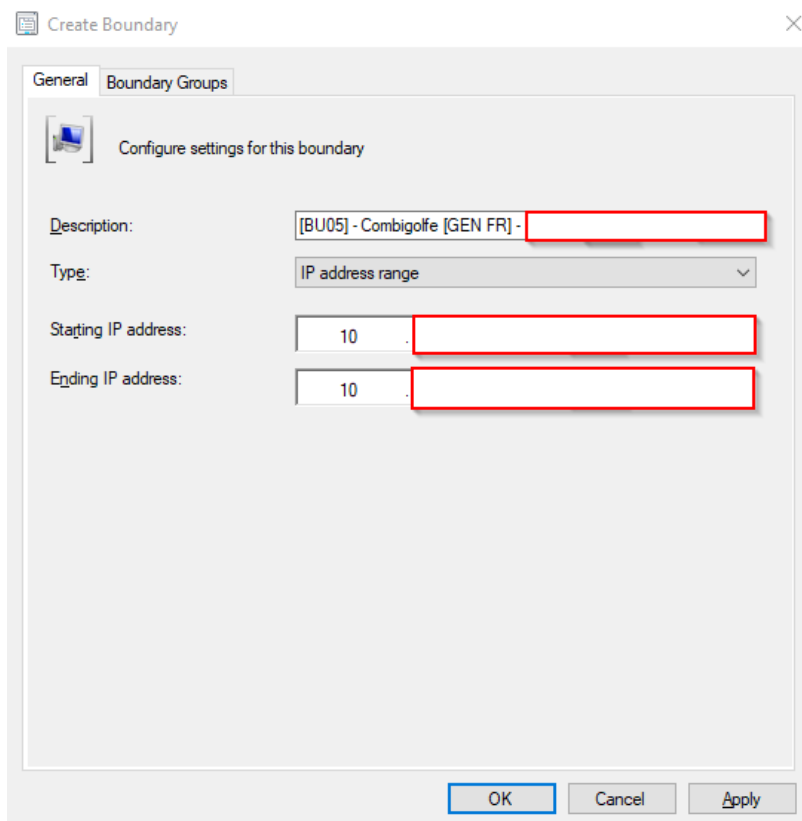 Create Boundary
General Boundary Groups
Configure settings for this boundary
Description: [BU05] - Combigolfe [GEN FR] -
Type: IP address range
Starting IP address: 10 .
Ending IP address: 10 .
OK Cancel Apply